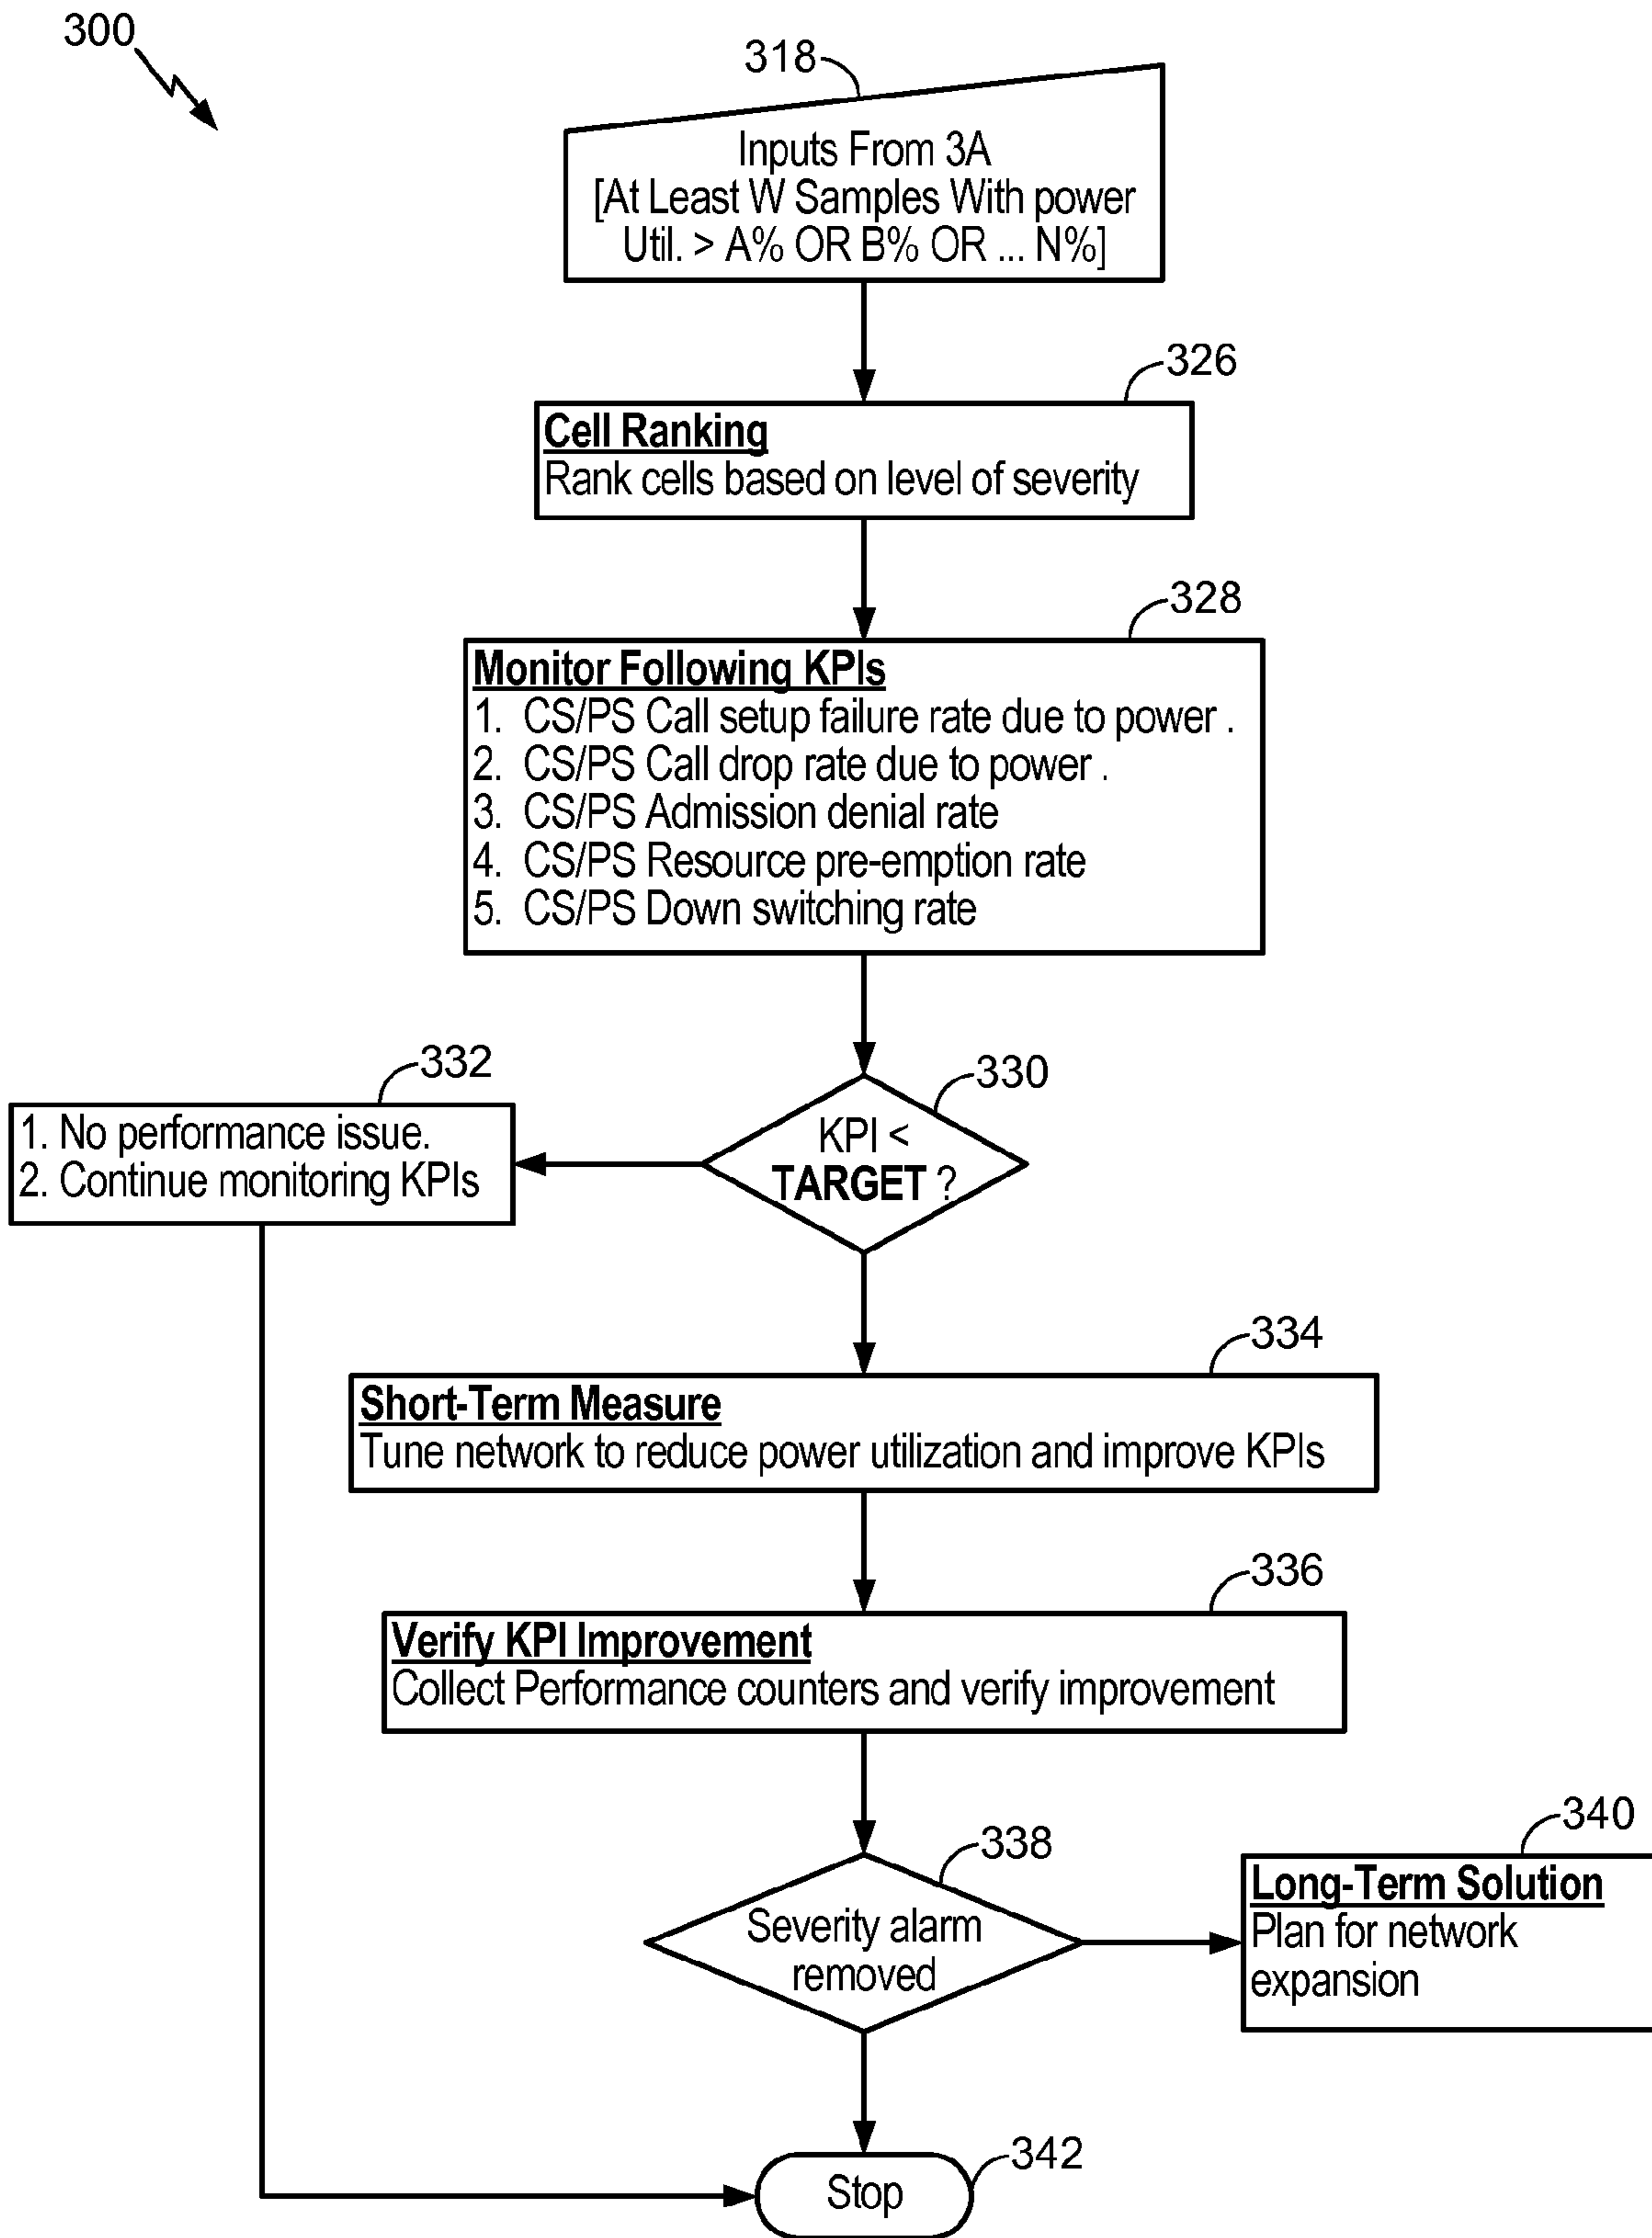 300
318
Inputs From 3A
[At Least W Samples With power
Util. > A% OR B% OR ... N%]
326
Cell Ranking
Rank cells based on level of severity
328
Monitor Following KPIs
1. CS/PS Call setup failure rate due to power .
2. CS/PS Call drop rate due to power .
3. CS/PS Admission denial rate
4. CS/PS Resource pre-emption rate
5. CS/PS Down switching rate
332
1. No performance issue.
2. Continue monitoring KPIs
330
KPI <
TARGET ?
334
Short-Term Measure
Tune network to reduce power utilization and improve KPIs
336
Verify KPI Improvement
Collect Performance counters and verify improvement
338
Severity alarm
removed
340
Long-Term Solution
Plan for network
expansion
342
Stop